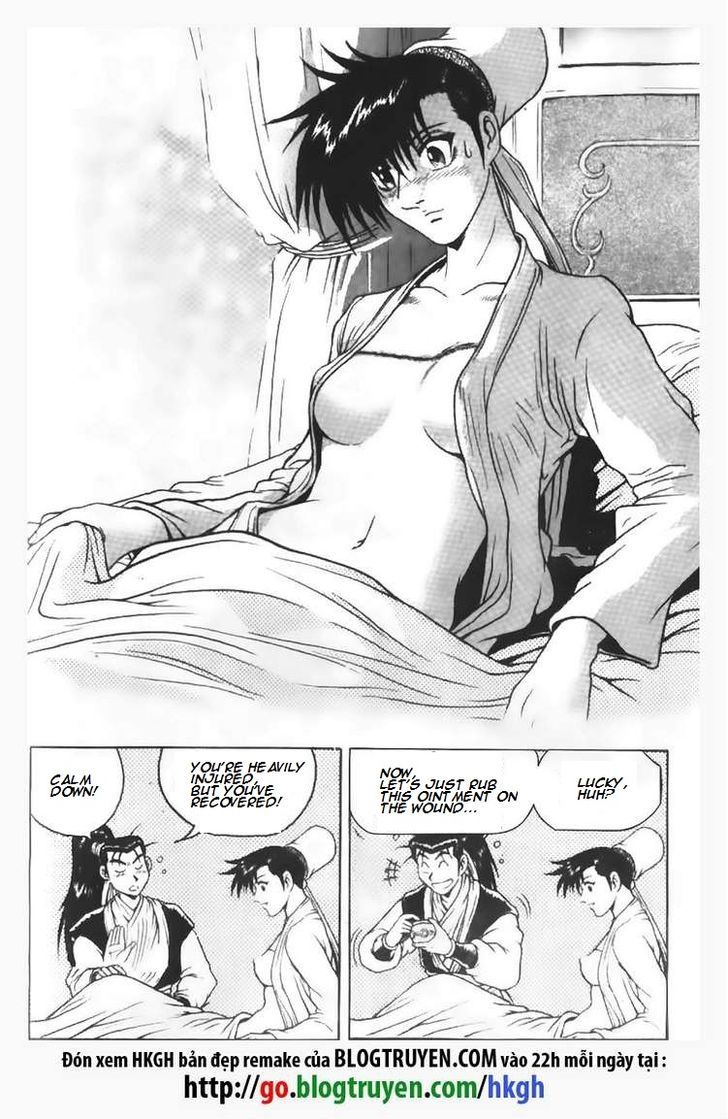 CALM
DOWN!
YOU'RE HEAVILY
INJURED,
BUT YOU'VE
RECOVERED!
NOW,
LET'S JUST RUB
THIS OINTMENT ON
THE WOUND...
LUCKY,
HUH?
Đón xem HKGH bản đẹp remake của BLOGTRUYEN.COM vào 22h mỗi ngày tại :
http://go.blogtruyen.com/hkgh